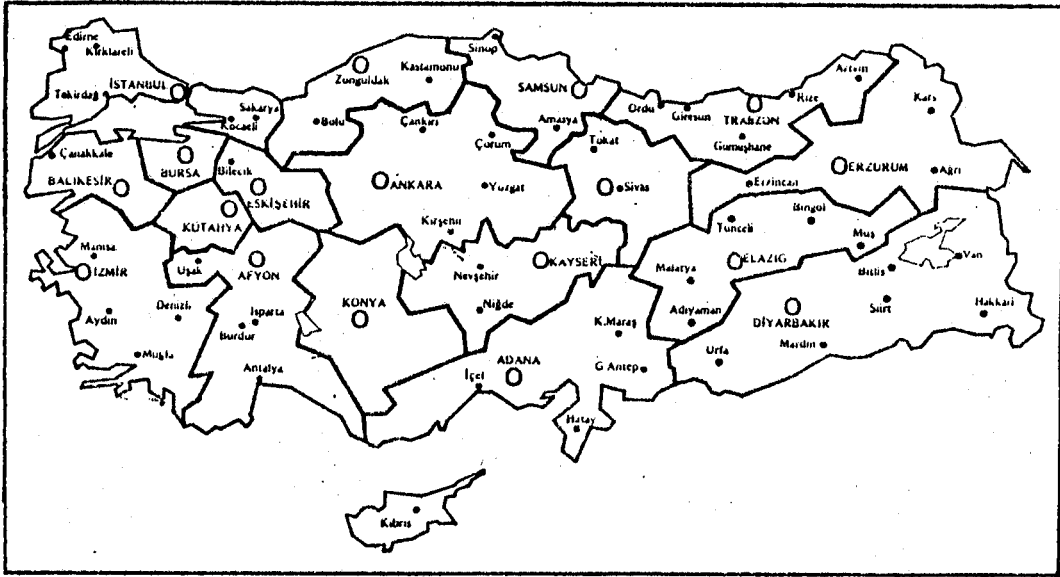 Edirne
Kırklareli
Tekirdağ
İSTANBUL
Kocaeli
Sakarya
Zonguldak
Kastamonu
Sinop
SAMSUN
Ordu
Giresun
TRABZON
Rize
Artvin
Kars
Bolu
Çankırı
Çorum
Amasya
Tokat
Gümüşhane
Çanakkale
BALIKESİR
BURSA
Bilecik
ESKİŞEHİR
ANKARA
Yozgat
Sivas
Erzincan
ERZURUM
Ağrı
KÜTAHYA
Kırşehir
Tunceli
Bingöl
Muş
Manisa
İZMİR
Uşak
AFYON
Nevşehir
KAYSERİ
Malatya
ELAZIĞ
Bitlis
Van
Aydın
Denizli
Isparta
Burdur
KONYA
Niğde
K.Maraş
Adıyaman
DİYARBAKIR
Siirt
Hakkari
Muğla
Antalya
İçel
ADANA
G.Antep
Urfa
Mardin
Hatay
Kıbrıs